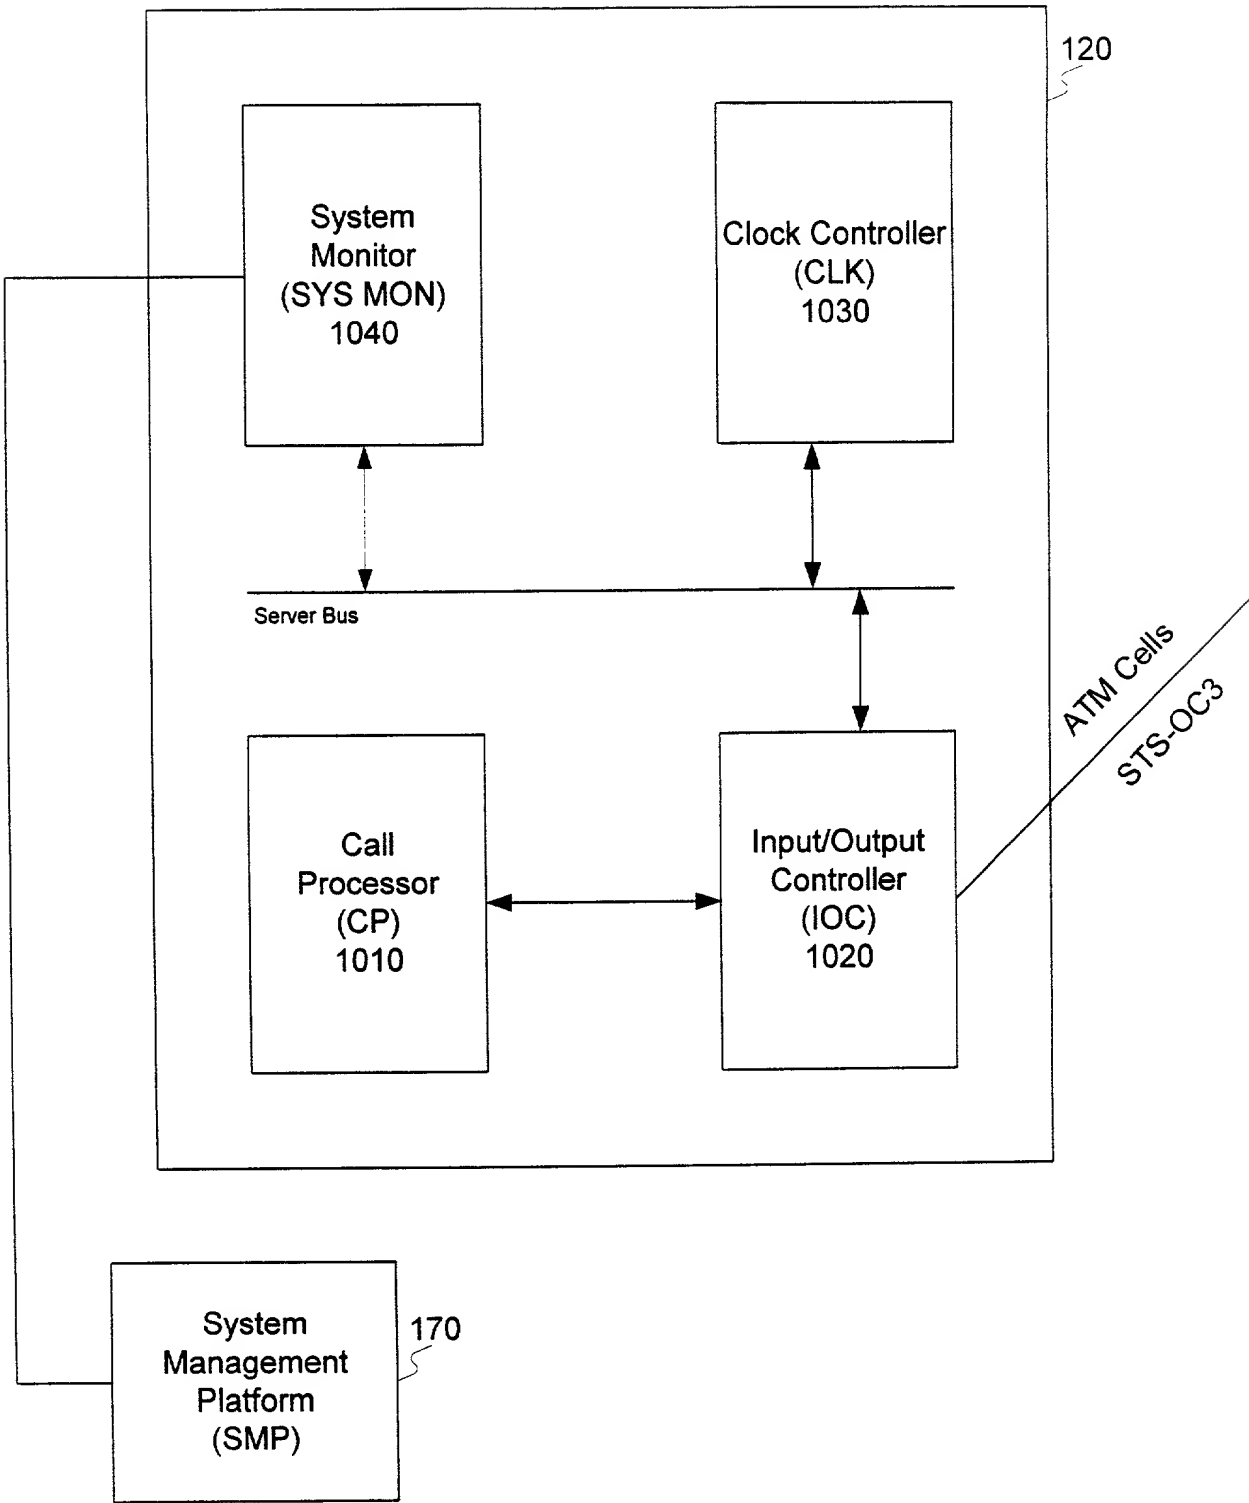 120
System
Monitor
(SYS MON)
1040
Clock Controller
(CLK)
1030
Server Bus
ATM Cells
STS-OC3
Call
Processor
(CP)
1010
Input/Output
Controller
(IOC)
1020
System
Management
Platform
(SMP)
170